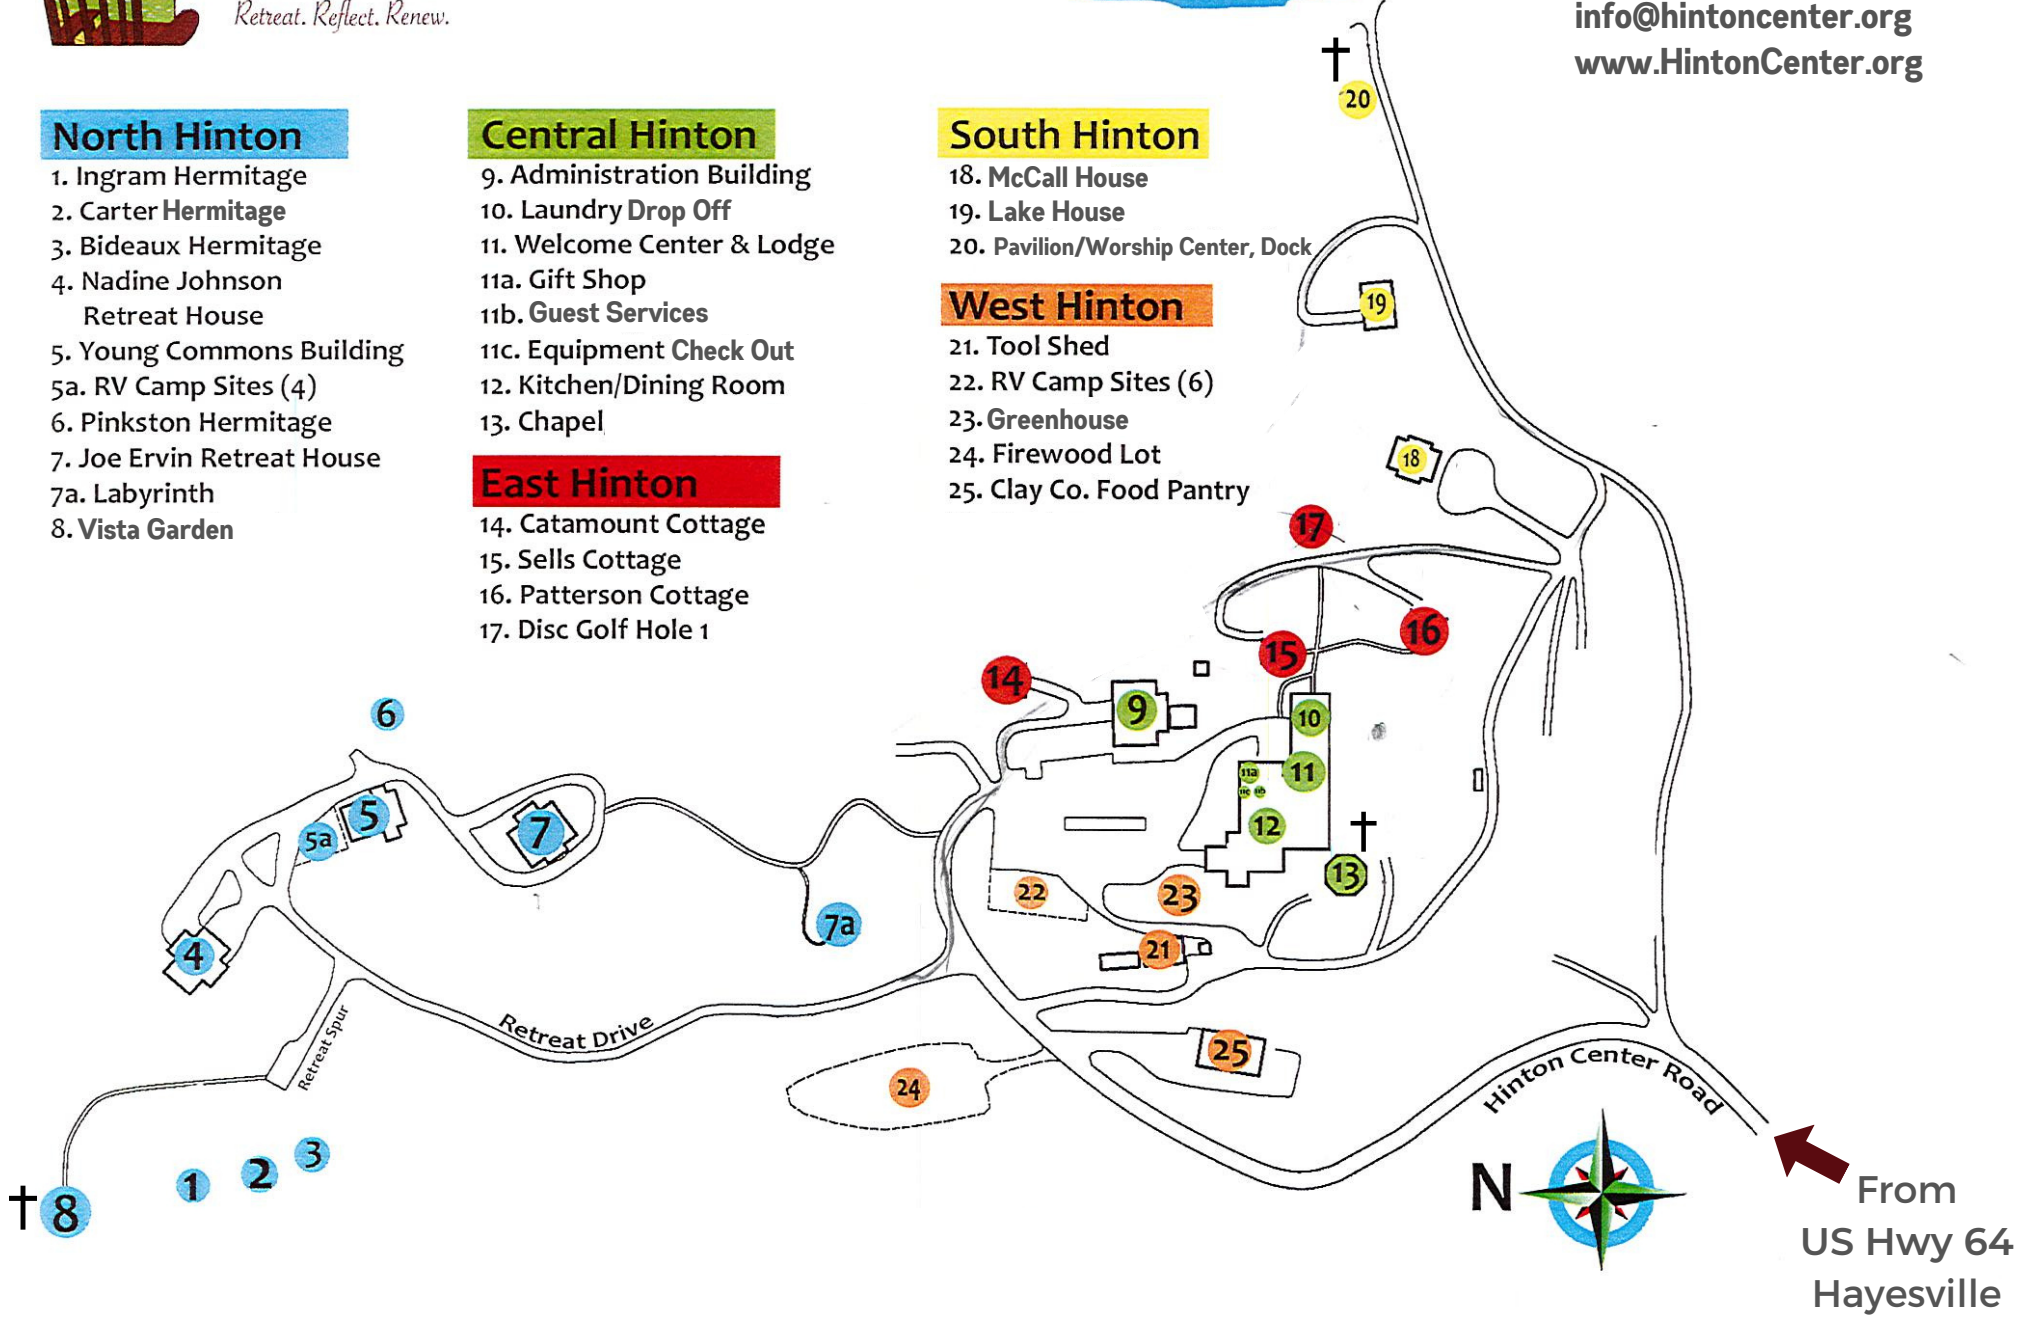 Retreat. Reflect. Renew.
info@hintoncenter.org
www.HintonCenter.org
North Hinton
1. Ingram Hermitage
2. Carter Hermitage
3. Bideaux Hermitage
4. Nadine Johnson
Retreat House
5. Young Commons Building
5a. RV Camp Sites (4)
6. Pinkston Hermitage
7. Joe Ervin Retreat House
7a. Labyrinth
8. Vista Garden
Central Hinton
9. Administration Building
10. Laundry Drop Off
11. Welcome Center & Lodge
11a. Gift Shop
11b. Guest Services
11c. Equipment Check Out
12. Kitchen/Dining Room
13. Chapel
East Hinton
14. Catamount Cottage
15. Sells Cottage
16. Patterson Cottage
17. Disc Golf Hole 1
South Hinton
18. McCall House
19. Lake House
20. Pavilion/Worship Center, Dock
West Hinton
21. Tool Shed
22. RV Camp Sites (6)
23. Greenhouse
24. Firewood Lot
25. Clay Co. Food Pantry
20
19
18
17
16
15
14
9
10
11
11a
11c 11b
12
13
6
5
5a
7
7a
4
22
23
21
25
24
Retreat Drive
Retreat Spur
Hinton Center Road
3
2
1
8
N
From
US Hwy 64
Hayesville